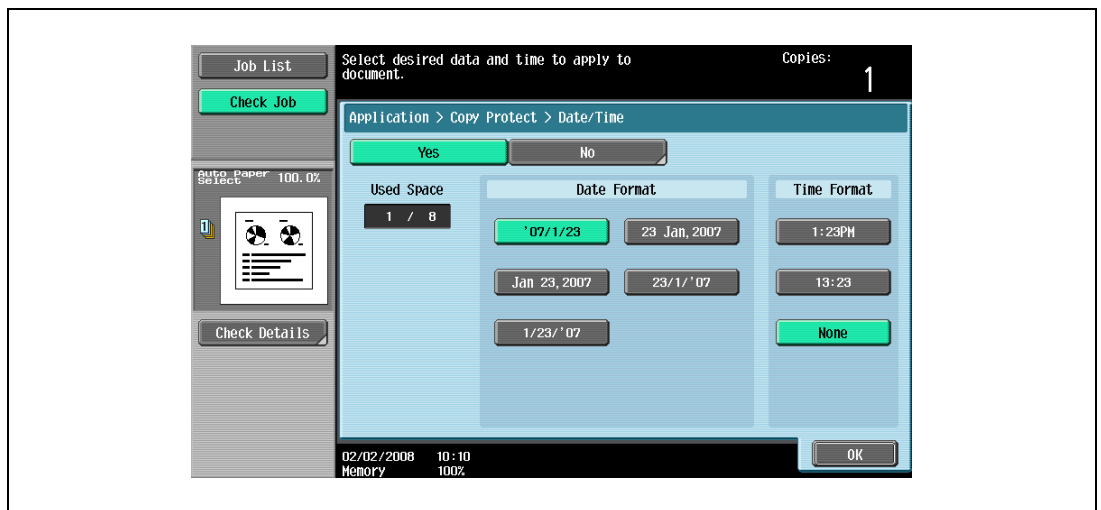 Job List
Check Job
Select desired data and time to apply to
document.
Copies:
1
Application > Copy Protect > Date/Time
Yes
No
Auto Paper
Select
100.0%
1
Used Space
1 / 8
Date Format
'07/1/23
23 Jan,2007
Jan 23,2007
23/1/'07
1/23/'07
Time Format
1:23PM
13:23
None
Check Details
02/02/2008 10:10
Memory 100%
OK